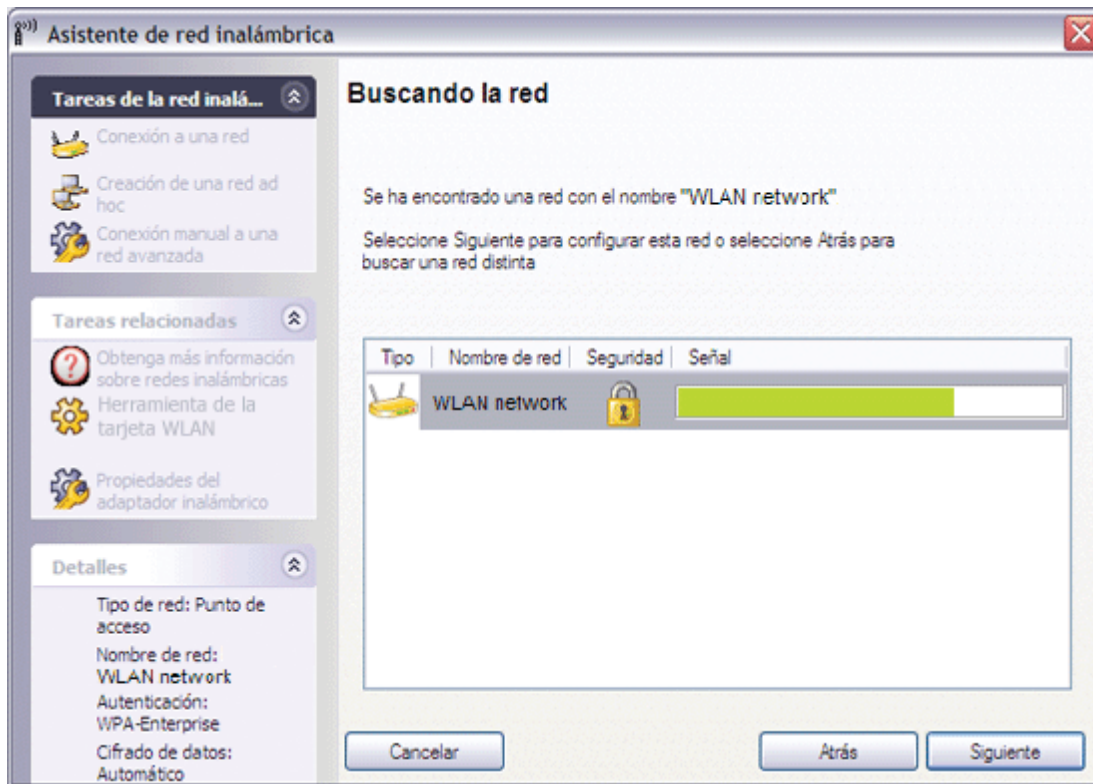 Asistente de red inalámbrica
Tareas de la red inalá...
Conexión a una red
Creación de una red ad
hoc
Conexión manual a una
red avanzada
Tareas relacionadas
Obtenga más información
sobre redes inalámbricas
Herramienta de la
tarjeta WLAN
Propiedades del
adaptador inalámbrico
Detalles
Tipo de red: Punto de
acceso
Nombre de red:
WLAN network
Autenticación:
WPA-Enterprise
Cifrado de datos:
Automático
Buscando la red
Se ha encontrado una red con el nombre "WLAN network"
Seleccione Siguiente para configurar esta red o seleccione Atrás para
buscar una red distinta
Tipo Nombre de red Seguridad Señal
WLAN network
Cancelar Atrás Siguiente